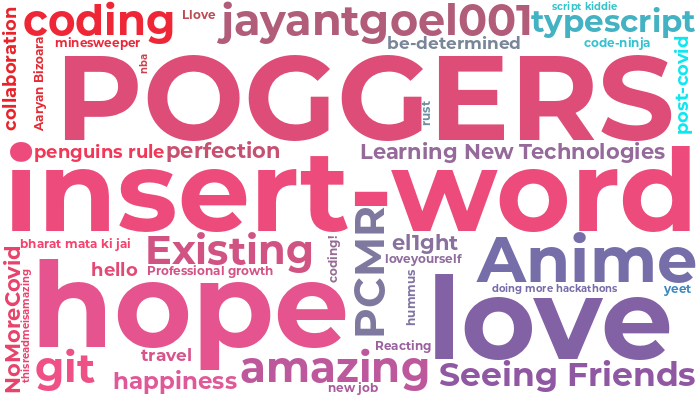 script kiddie
coding
Llove
jayantgoel001
typescript
collaboration
minesweeper
Aaryan Bizoara
nba
be-determined
code-ninja
post-covid
POGGERS
rust
penguins rule
perfection
Learning New Technologies
insert-word
bharat mata ki jai
Existing
coding!
PCMR
el1ght
loveyourself
Anime
NoMoreCovid
thisreadmeisamazing
hello
Professional growth
hope
hummus
love
doing more hackathons
yeet
Reacting
git
travel
happiness
amazing
new job
Seeing Friends